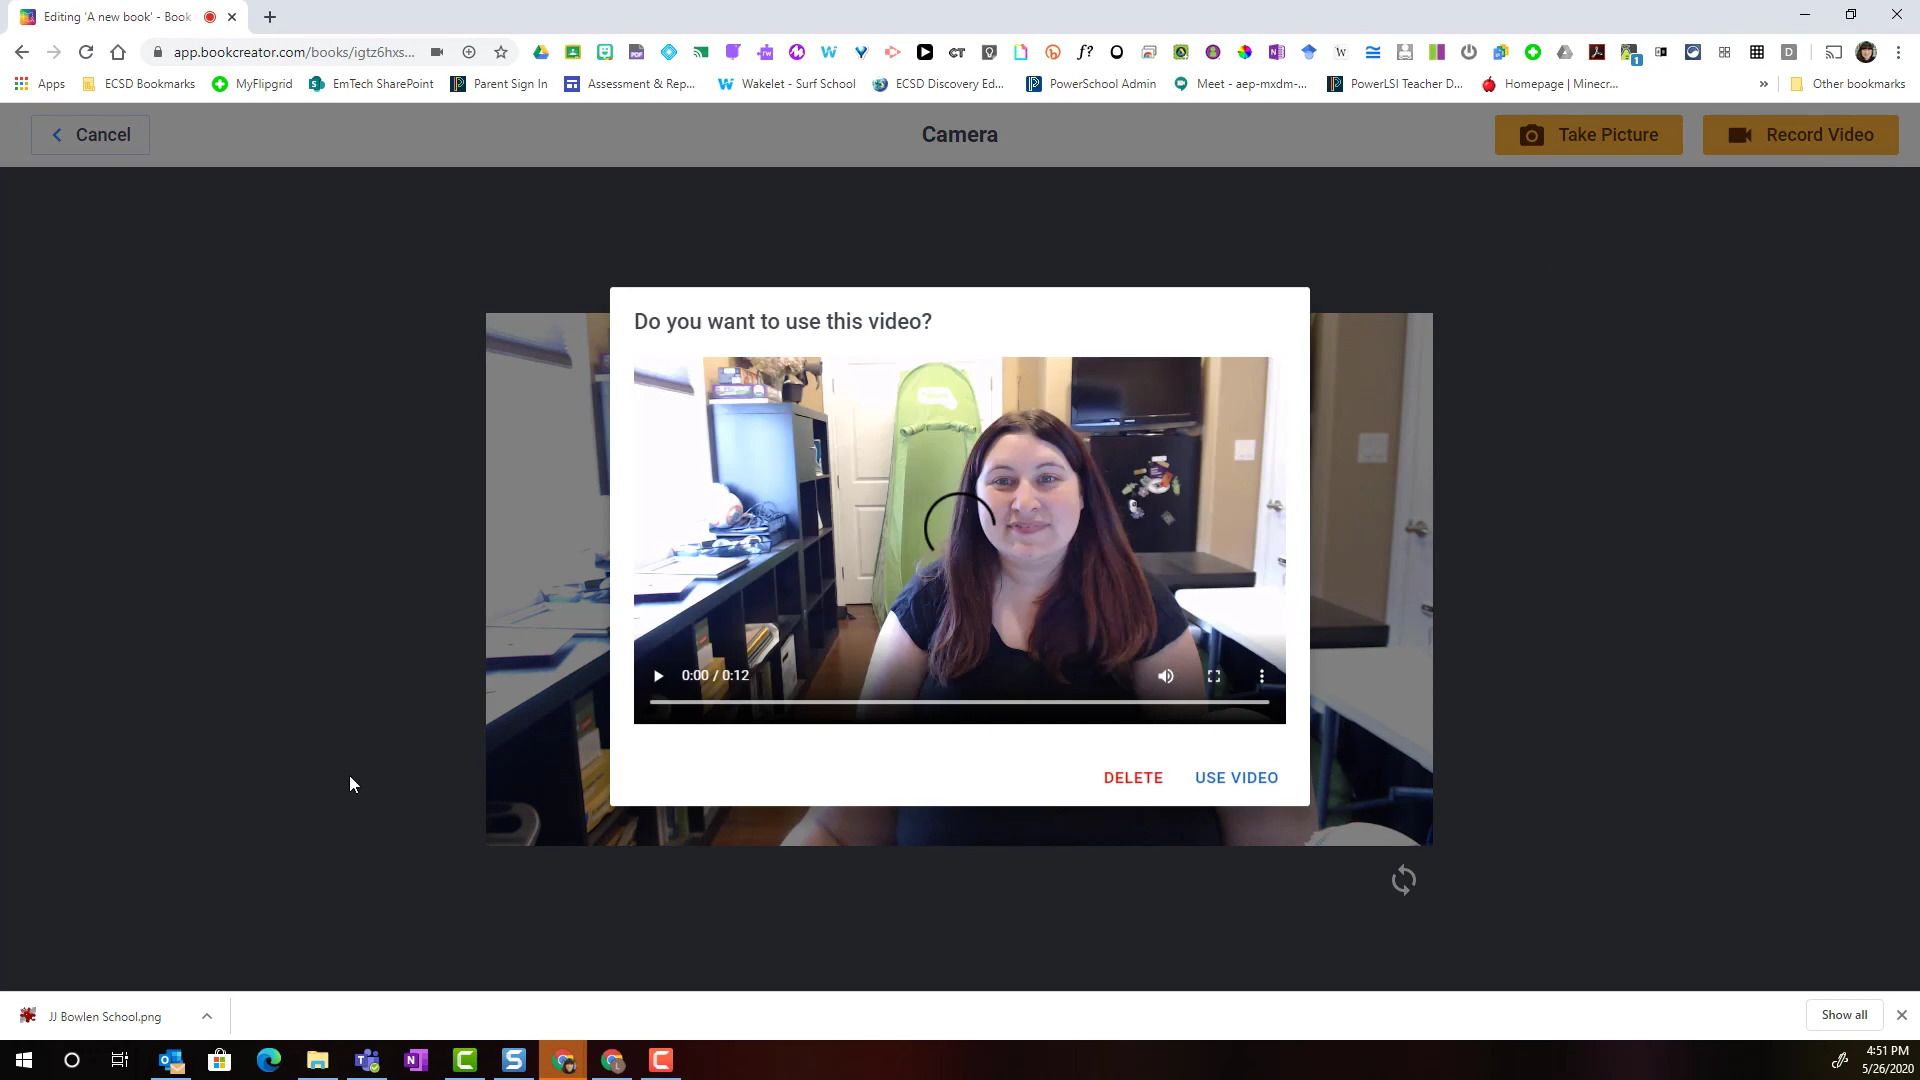 Editing 'A new book' - Book
app.bookcreator.com/books/igtz6hxs...
Apps
ECSD Bookmarks
MyFlipgrid
EmTech SharePoint
Parent Sign In
Assessment & Rep...
Wakelet - Surf School
ECSD Discovery Ed...
PowerSchool Admin
Meet - aep-mxdm-...
PowerLSI Teacher D...
Homepage | Minecr...
»
Other bookmarks
Cancel
Camera
Take Picture
Record Video
Do you want to use this video?
0:00 / 0:12
DELETE
USE VIDEO
JJ Bowlen School.png
Show all
4:51 PM
5/26/2020